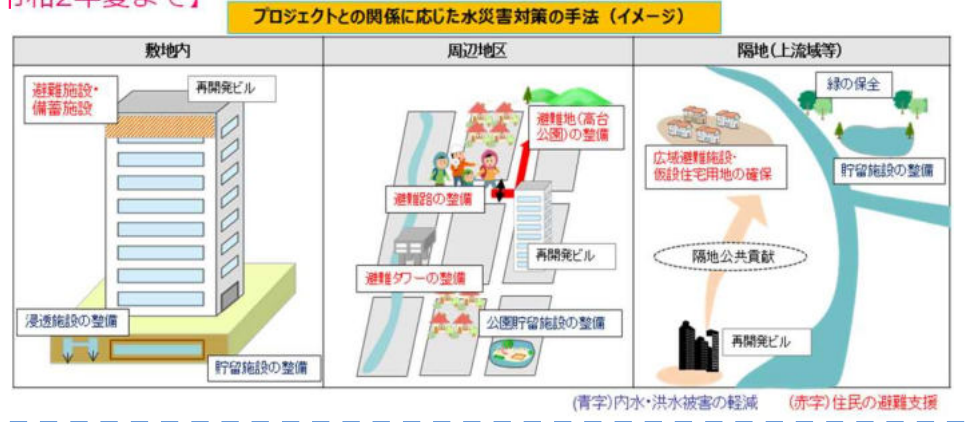 令和2年夏まで】
プロジェクトとの関係に応じた水災害対策の手法（イメージ）
敷地内
避難施設・
備蓄施設
再開発ビル
浸透施設の整備
貯留施設の整備
周辺地区
避難地（高台
公園）の整備
避難路の整備
再開発ビル
避難タワーの整備
公園貯留施設の整備
隔地（上流域等）
緑の保全
広域避難施設・
仮設住宅用地の確保
貯留施設の整備
隔地公共貢献
再開発ビル
(青字)内水・洪水被害の軽減 (赤字)住民の避難支援